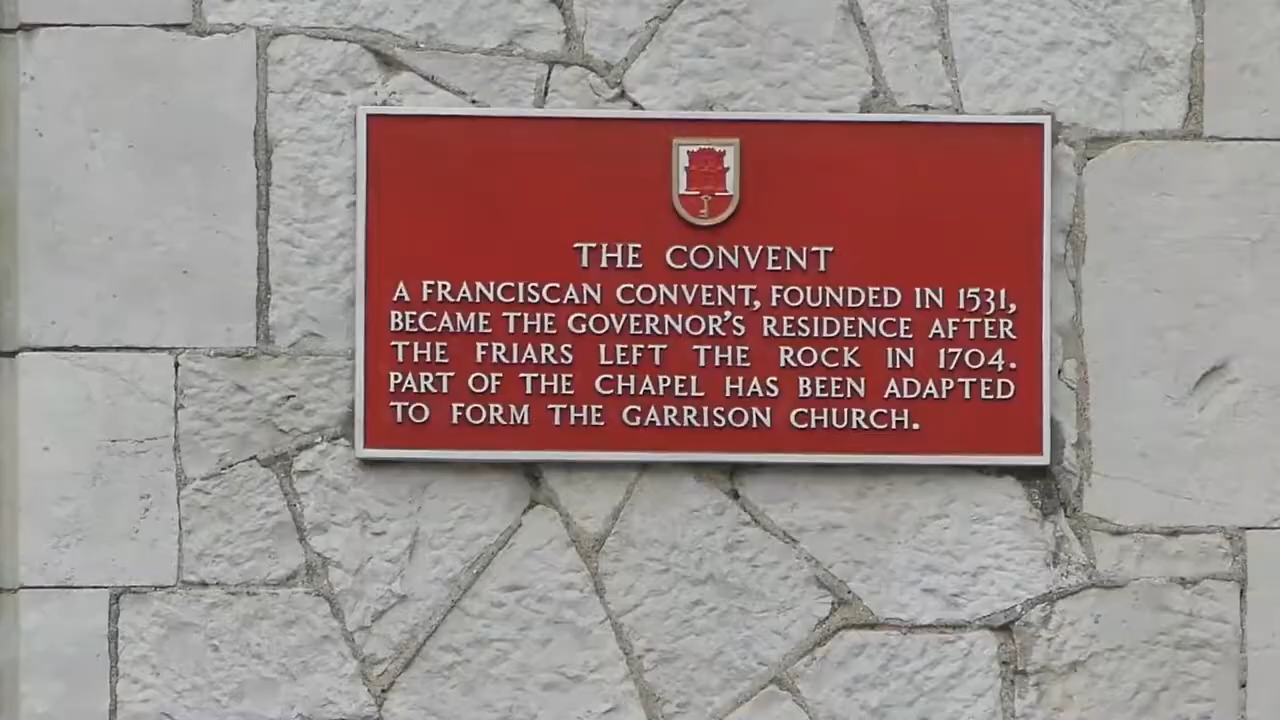 THE CONVENT
A FRANCISCAN CONVENT, FOUNDED IN 1531,
BECAME THE GOVERNOR'S RESIDENCE AFTER
THE FRIARS LEFT THE ROCK IN 1704.
PART OF THE CHAPEL HAS BEEN ADAPTED
TO FORM THE GARRISON CHURCH.